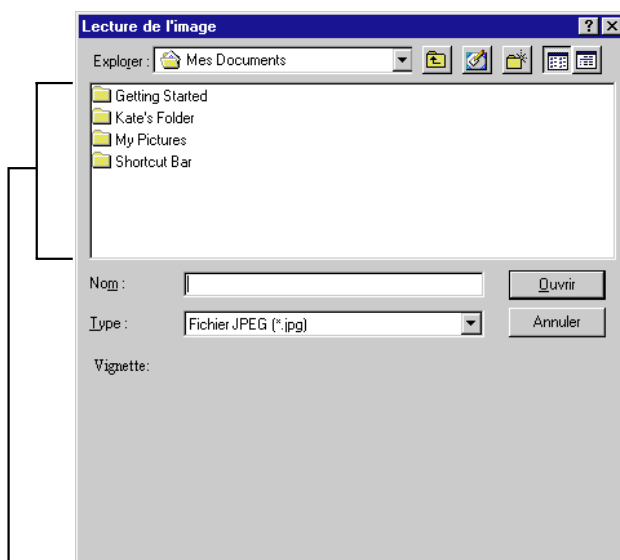 Lecture de l'image
Explorer : Mes Documents
Getting Started
Kate's Folder
My Pictures
Shortcut Bar
Nom :
Ouvrir
Type : Fichier JPEG (*.jpg)
Annuler
Vignette: